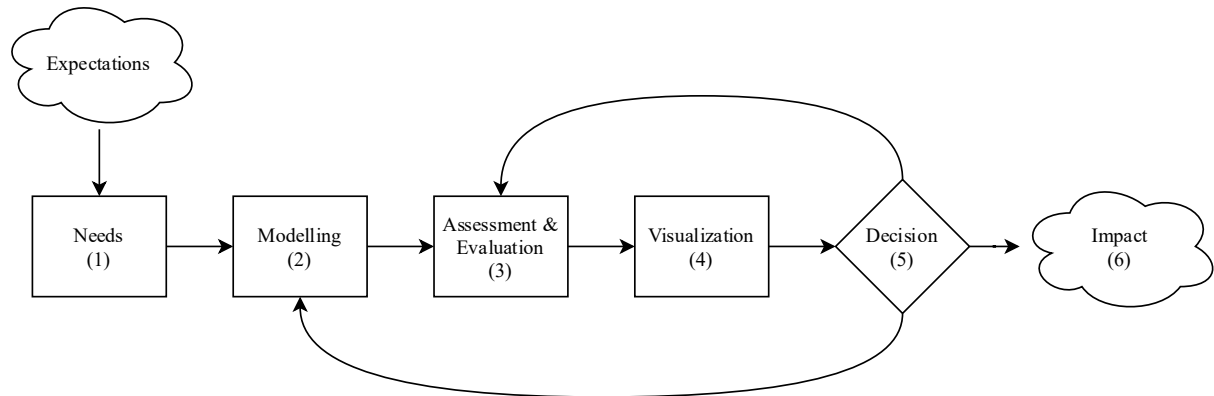 Expectations
Needs
(1)
Modelling
(2)
Assessment &
Evaluation
(3)
Visualization
(4)
Decision
(5)
Impact
(6)